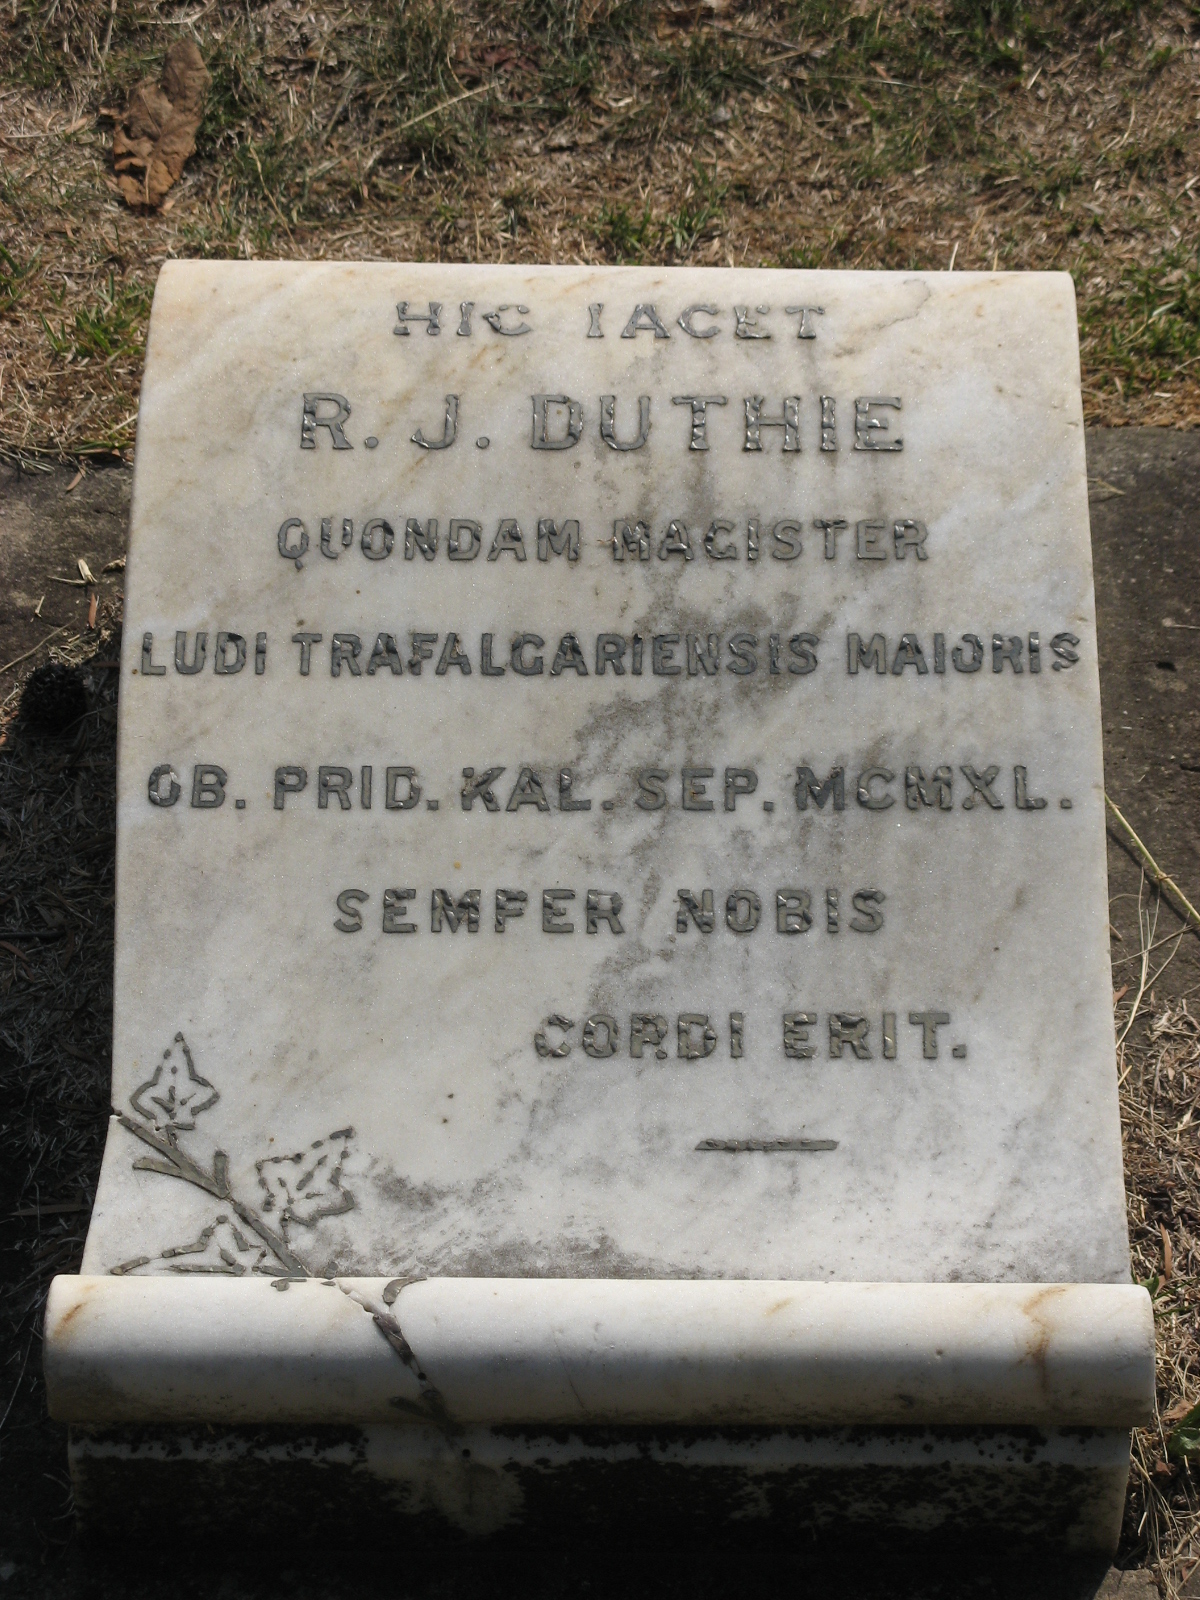 HIC IACET
R. J. DUTHIE
QUONDAM MAGISTER
LUDI TRAFALGARIENSIS MAIORIS
OB. PRID. KAL. SEP. MCMXL.
SEMPER NOBIS
CORDI ERIT.